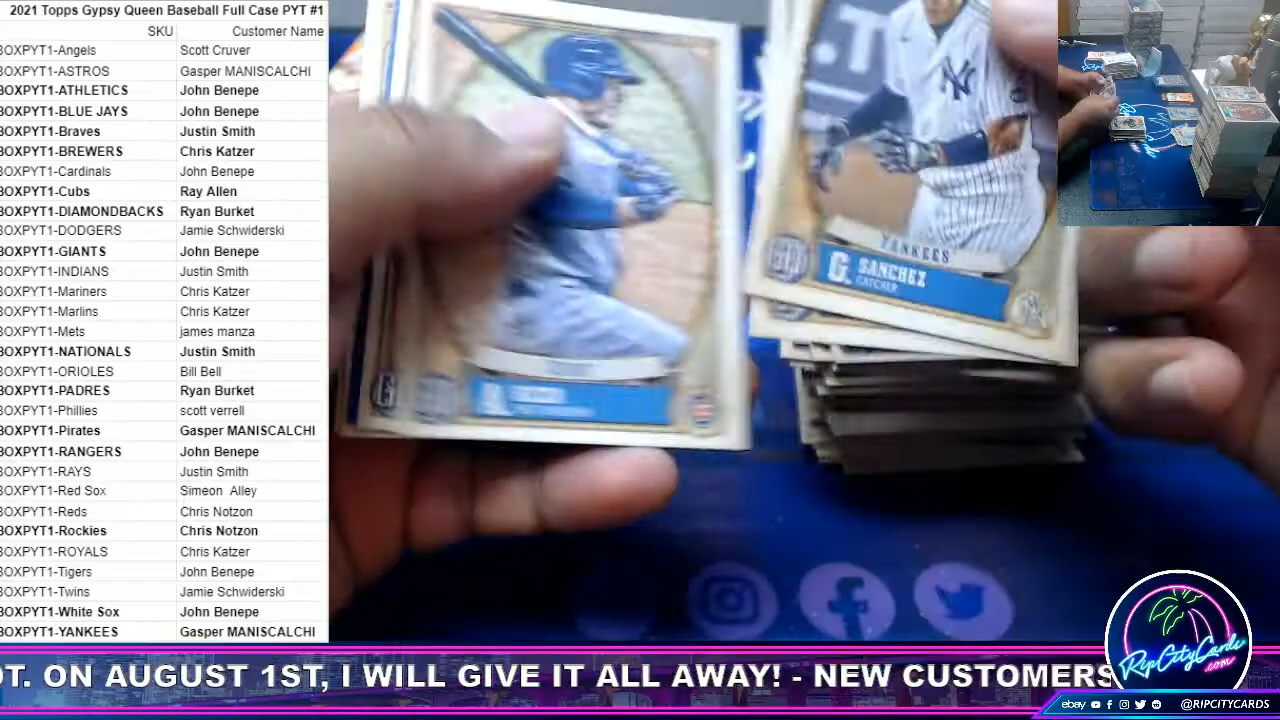 2021 Topps Gypsy Queen Baseball Full Case PYT #1
SKU Customer Name
BOXPYT1-Angels Scott Cruver
BOXPYT1-ASTROS Gasper MANISCALCHI
BOXPYT1-ATHLETICS John Benepe
BOXPYT1-BLUE JAYS John Benepe
BOXPYT1-Braves Justin Smith
BOXPYT1-BREWERS Chris Katzer
BOXPYT1-Cardinals John Benepe
BOXPYT1-Cubs Ray Allen
BOXPYT1-DIAMONDBACKS Ryan Burket
BOXPYT1-DODGERS Jamie Schwiderski
BOXPYT1-GIANTS John Benepe
BOXPYT1-INDIANS Justin Smith
BOXPYT1-Mariners Chris Katzer
BOXPYT1-Marlins Chris Katzer
BOXPYT1-Mets james manza
BOXPYT1-NATIONALS Justin Smith
BOXPYT1-ORIOLES Bill Bell
BOXPYT1-PADRES Ryan Burket
BOXPYT1-Phillies scott verrell
BOXPYT1-Pirates Gasper MANISCALCHI
BOXPYT1-RANGERS John Benepe
BOXPYT1-RAYS Justin Smith
BOXPYT1-Red Sox Simeon Alley
BOXPYT1-Reds Chris Notzon
BOXPYT1-Rockies Chris Notzon
BOXPYT1-ROYALS Chris Katzer
BOXPYT1-Tigers John Benepe
BOXPYT1-Twins Jamie Schwiderski
BOXPYT1-White Sox John Benepe
BOXPYT1-YANKEES Gasper MANISCALCHI
YANKEES
G. SANCHEZ
CATCHER
OT. ON AUGUST 1ST, I WILL GIVE IT ALL AWAY! - NEW CUSTOMERS
RipCityCards
.com
ebay @RIPCITYCARDS